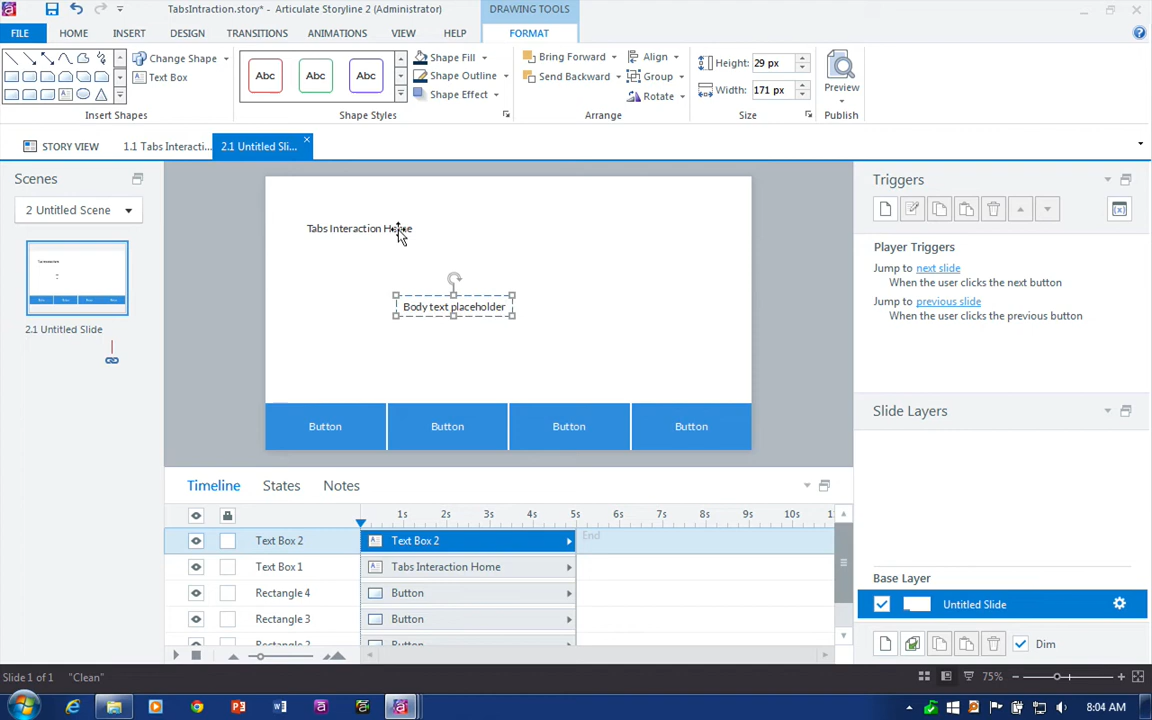 TabsIntraction.story* - Articulate Storyline 2 (Administrator)
DRAWING TOOLS
FILE HOME INSERT DESIGN TRANSITIONS ANIMATIONS VIEW HELP FORMAT
Change Shape
Text Box
Insert Shapes
Abc Abc Abc
Shape Fill
Shape Outline
Shape Effect
Shape Styles
Bring Forward
Send Backward
Align
Group
Rotate
Arrange
Height: 29 px
Width: 171 px
Size
Preview
Publish
STORY VIEW
1.1 Tabs Interacti...
2.1 Untitled Sli...
Scenes
2 Untitled Scene
2.1 Untitled Slide
Tabs Interaction Home
Body text placeholder
Button Button Button Button
Timeline States Notes
1s 2s 3s 4s 5s 6s 7s 8s 9s 10s
End
Text Box 2 Text Box 2
Text Box 1 Tabs Interaction Home
Rectangle 4 Button
Rectangle 3 Button
Rectangle 2 Button
Triggers
Player Triggers
Jump to next slide
When the user clicks the next button
Jump to previous slide
When the user clicks the previous button
Slide Layers
Base Layer
Untitled Slide
Dim
Slide 1 of 1 "Clean"
75%
8:04 AM